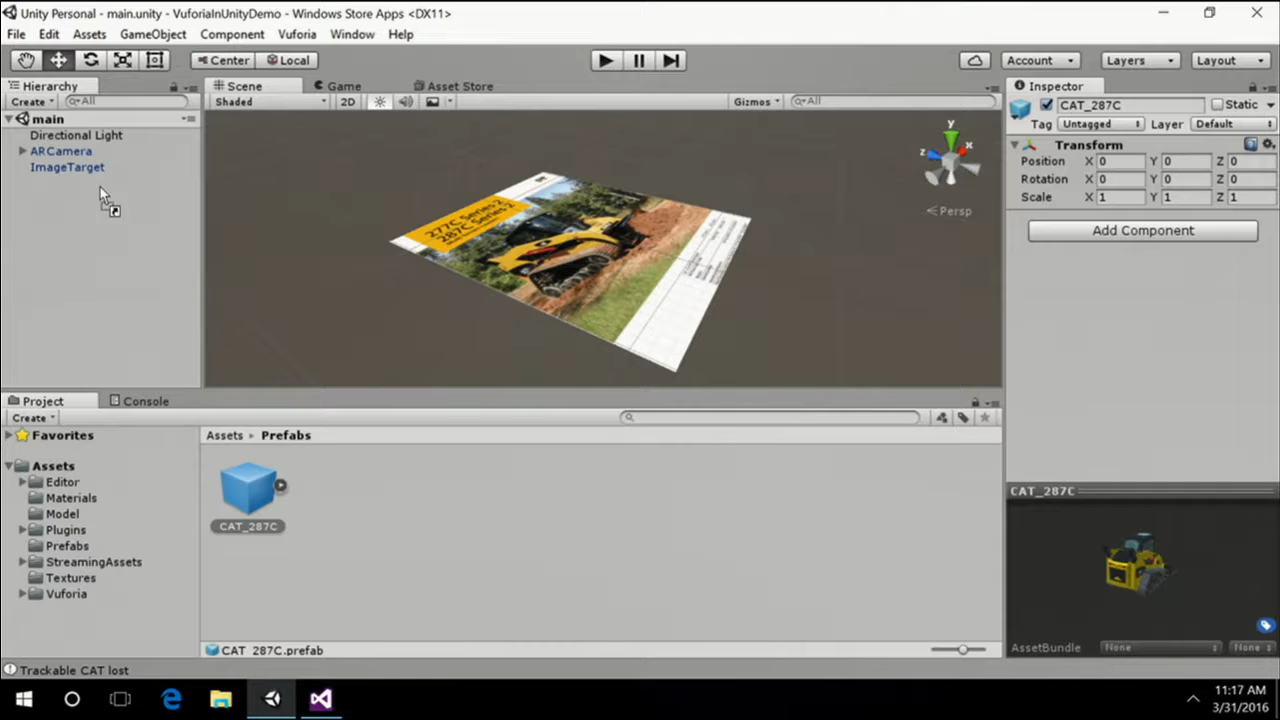 Unity Personal - main.unity - VuforiaInUnityDemo - Windows Store Apps <DX11>
File Edit Assets GameObject Component Vuforia Window Help
Center Local Account Layers Layout
Hierarchy Scene Game Asset Store Inspector
Create All Shaded 2D Gizmos All CAT_287C Static
main Tag Untagged Layer Default
Directional Light
ARCamera
ImageTarget
y
x
z
Persp
277C Series 2
287C Series 2
Transform
Position X 0 Y 0 Z 0
Rotation X 0 Y 0 Z 0
Scale X 1 Y 1 Z 1
Add Component
Project Console
Create
Favorites
Assets
Editor
Materials
Model
Plugins
Prefabs
StreamingAssets
Textures
Vuforia
Assets Prefabs
CAT_287C
CAT_287C.prefab
CAT_287C
AssetBundle None None
Trackable CAT lost
11:17 AM
3/31/2016